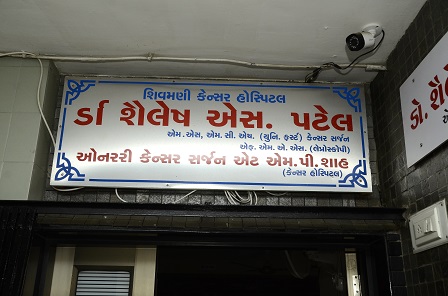 શિવમણી કેન્સર હોસ્પિટલ
ર્ડા શૈલેષ એસ. પટેલ
એમ.એસ, એમ. સી. એચ. (યુનિ. ફર્સ્ટ) કેન્સર સર્જન
એફ. એમ. એ. એસ. (લેપ્રોસ્કોપી)
ઓનરરી કેન્સર સર્જન એટ એમ.પી.શાહ
(કેન્સર હોસ્પિટલ)
ડો. શૈલે